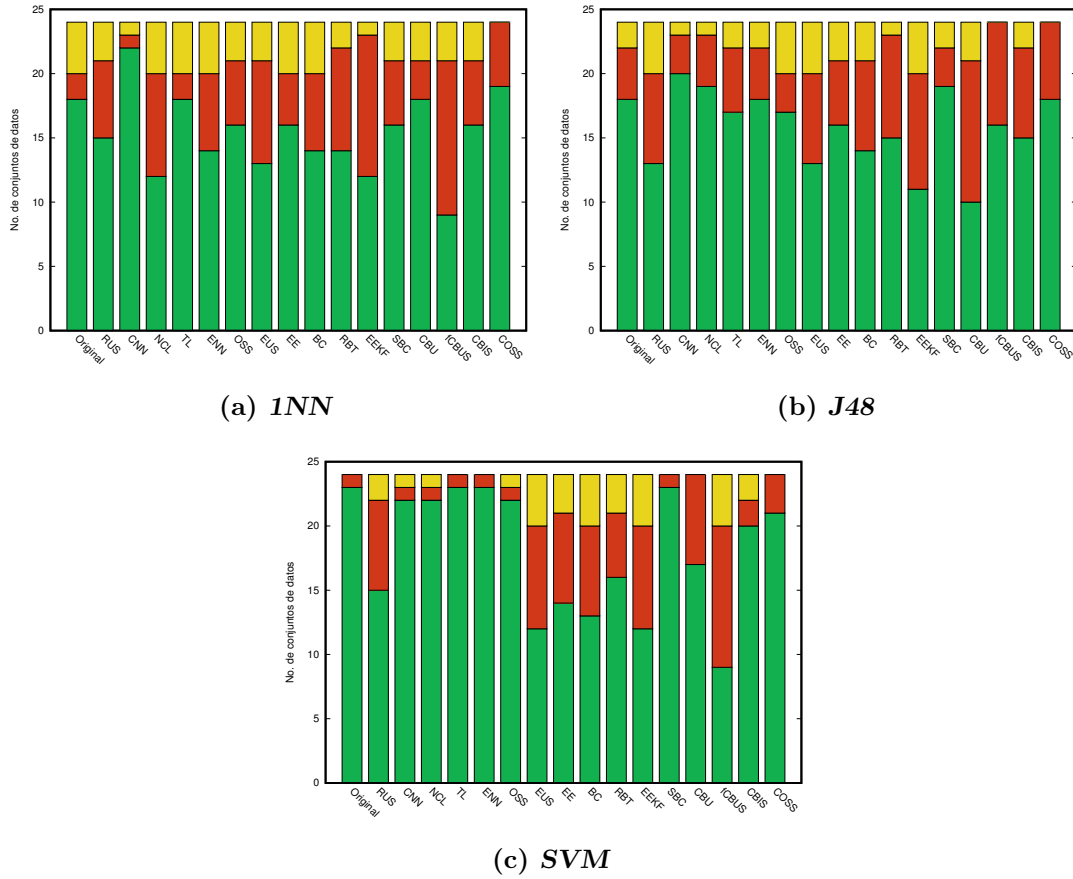 25
20
15
10
5
0
No. de conjuntos de datos
Original RUS CNN NCL TL ENN OSS EUS EE BC RBT EEKF SBC CBU ICBUS CBIS COSS
(a) 1NN
25
20
15
10
5
0
No. de conjuntos de datos
Original RUS CNN NCL TL ENN OSS EUS EE BC RBT EEKF SBC CBU ICBUS CBIS COSS
(b) J48
25
20
15
10
5
0
No. de conjuntos de datos
Original RUS CNN NCL TL ENN OSS EUS EE BC RBT EEKF SBC CBU ICBUS CBIS COSS
(c) SVM